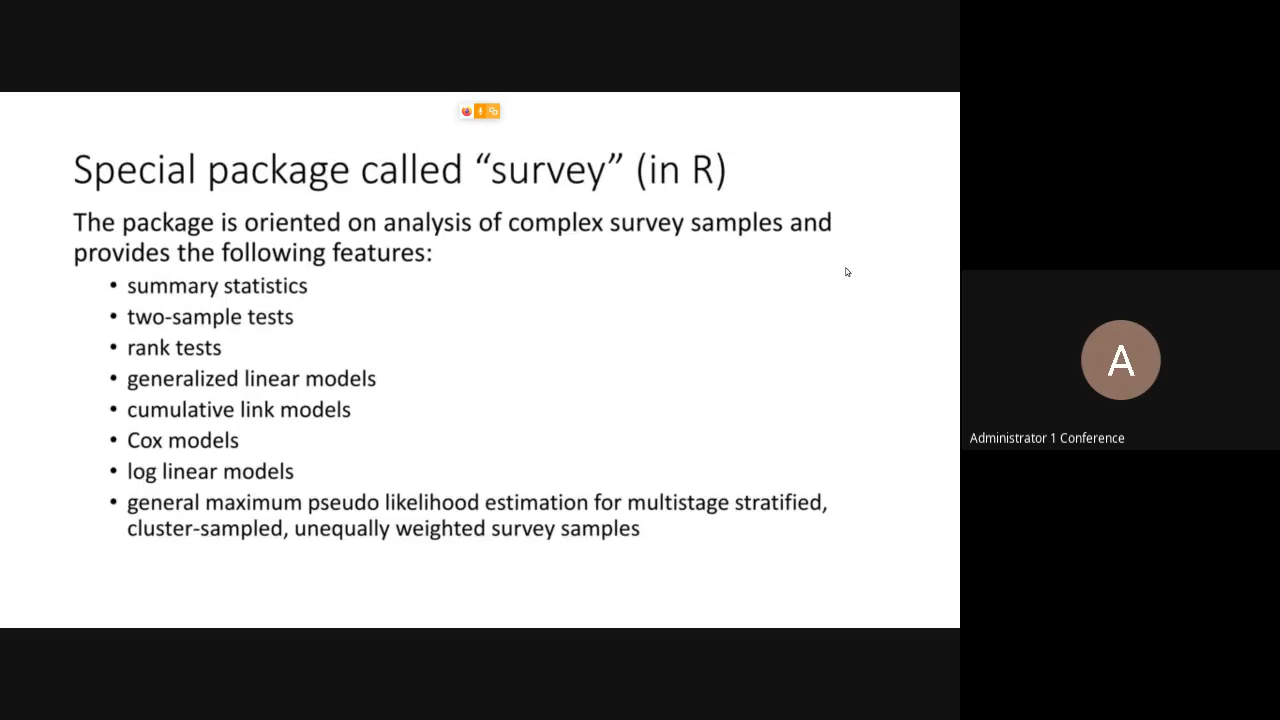 Special package called “survey” (in R)
The package is oriented on analysis of complex survey samples and
provides the following features:
• summary statistics
• two-sample tests
• rank tests
• generalized linear models
• cumulative link models
• Cox models
• log linear models
• general maximum pseudo likelihood estimation for multistage stratified,
cluster-sampled, unequally weighted survey samples
A
Administrator 1 Conference